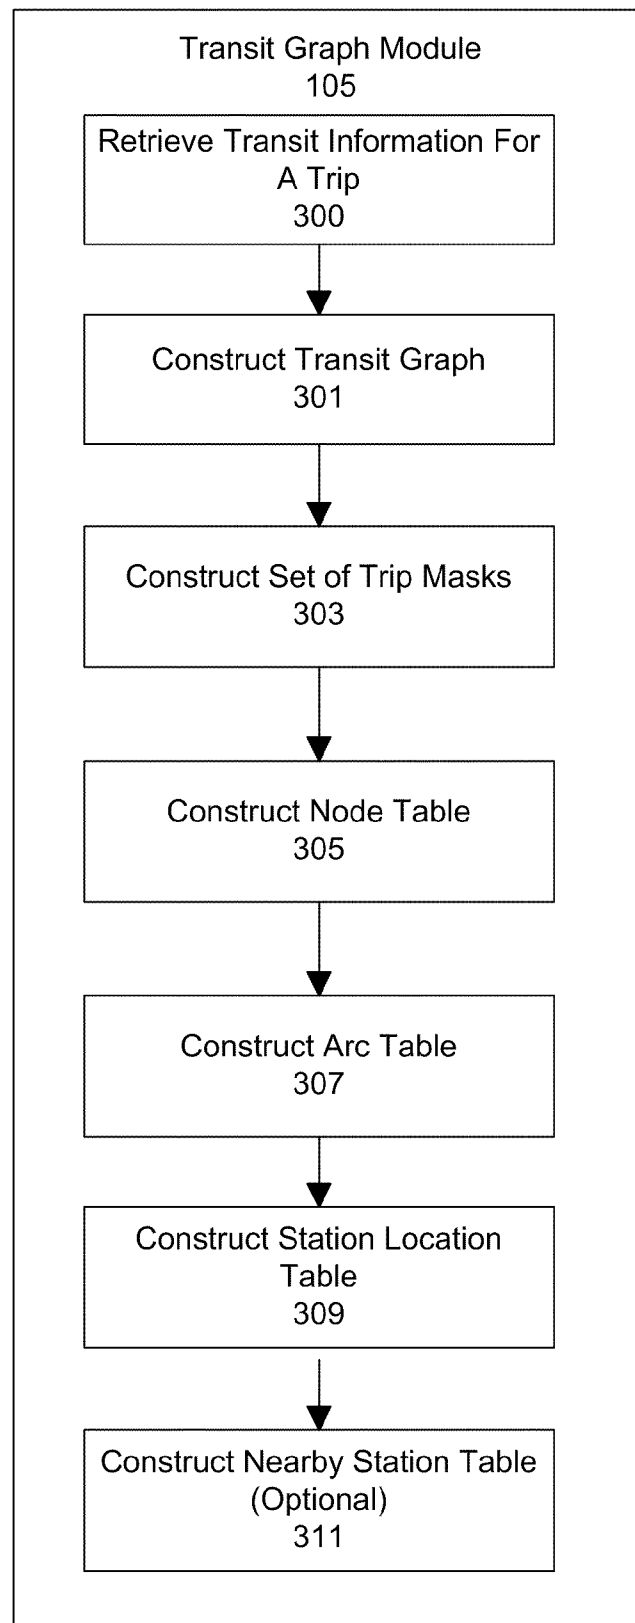 Transit Graph Module
105
Retrieve Transit Information For
A Trip
300
Construct Transit Graph
301
Construct Set of Trip Masks
303
Construct Node Table
305
Construct Arc Table
307
Construct Station Location
Table
309
Construct Nearby Station Table
(Optional)
311